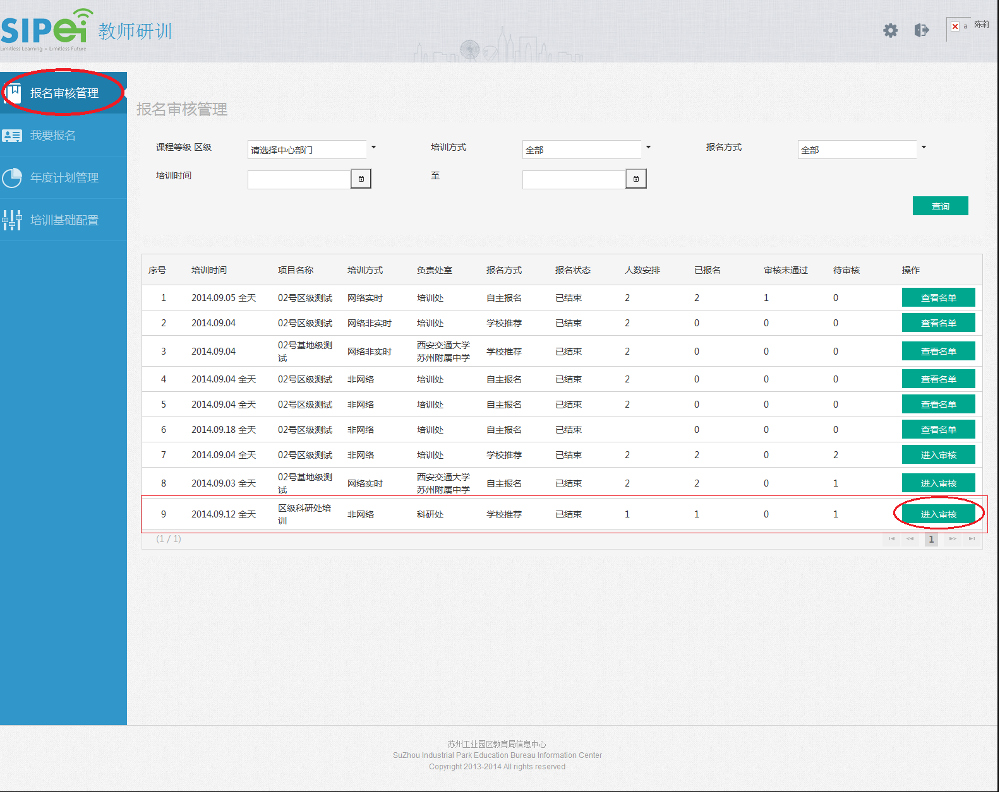 SIPei 教师研训
Limitless Learning + Limitless Future
a 陈莉
报名审核管理
我要报名
年度计划管理
培训基础配置
报名审核管理
课程等级 区级 请选择中心部门 培训方式 全部 报名方式 全部
培训时间 至
查询
序号 培训时间 项目名称 培训方式 负责处室 报名方式 报名状态 人数安排 已报名 审核未通过 待审核 操作
1 2014.09.05 全天 02号区级测试 网络实时 培训处 自主报名 已结束 2 2 1 0 查看名单
2 2014.09.04 02号区级测试 网络非实时 培训处 学校推荐 已结束 2 0 0 0 查看名单
3 2014.09.04 02号基地级测试 网络非实时 西安交通大学苏州附属中学 学校推荐 已结束 2 0 0 0 查看名单
4 2014.09.04 全天 02号区级测试 非网络 培训处 自主报名 已结束 2 0 0 0 查看名单
5 2014.09.04 全天 02号区级测试 非网络 培训处 自主报名 已结束 2 0 0 0 查看名单
6 2014.09.18 全天 02号区级测试 非网络 培训处 自主报名 已结束 0 0 0 查看名单
7 2014.09.04 全天 02号区级测试 非网络 培训处 学校推荐 已结束 2 2 0 2 进入审核
8 2014.09.03 全天 02号基地级测试 网络实时 西安交通大学苏州附属中学 自主报名 已结束 2 2 0 1 进入审核
9 2014.09.12 全天 区级科研处培训 非网络 科研处 学校推荐 已结束 1 1 0 1 进入审核
(1 / 1) 1
苏州工业园区教育局信息中心
SuZhou Industrial Park Education Bureau Information Center
Copyright 2013-2014 All rights reserved